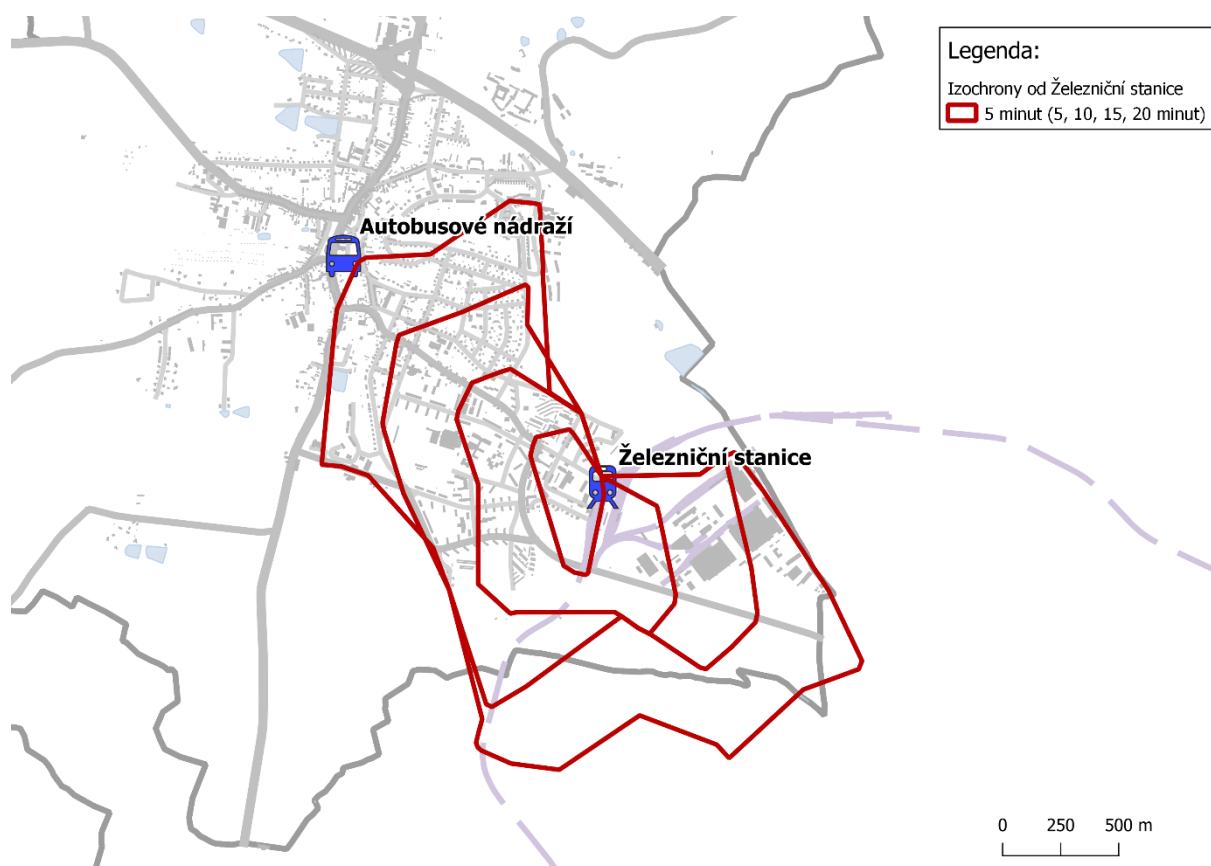 Legenda:
Izochrony od Železniční stanice
5 minut (5, 10, 15, 20 minut)
Autobusové nádraží
Železniční stanice
0 250 500 m